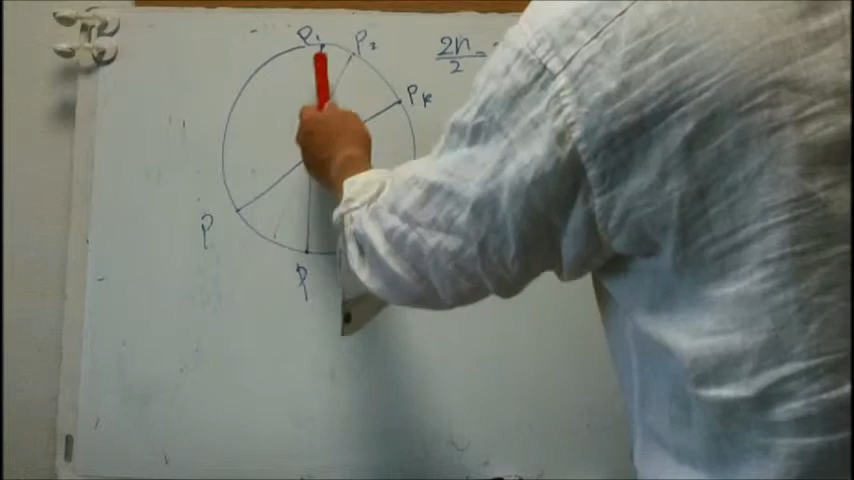 P₁
P₂
2n/2 =
Pk
P
P